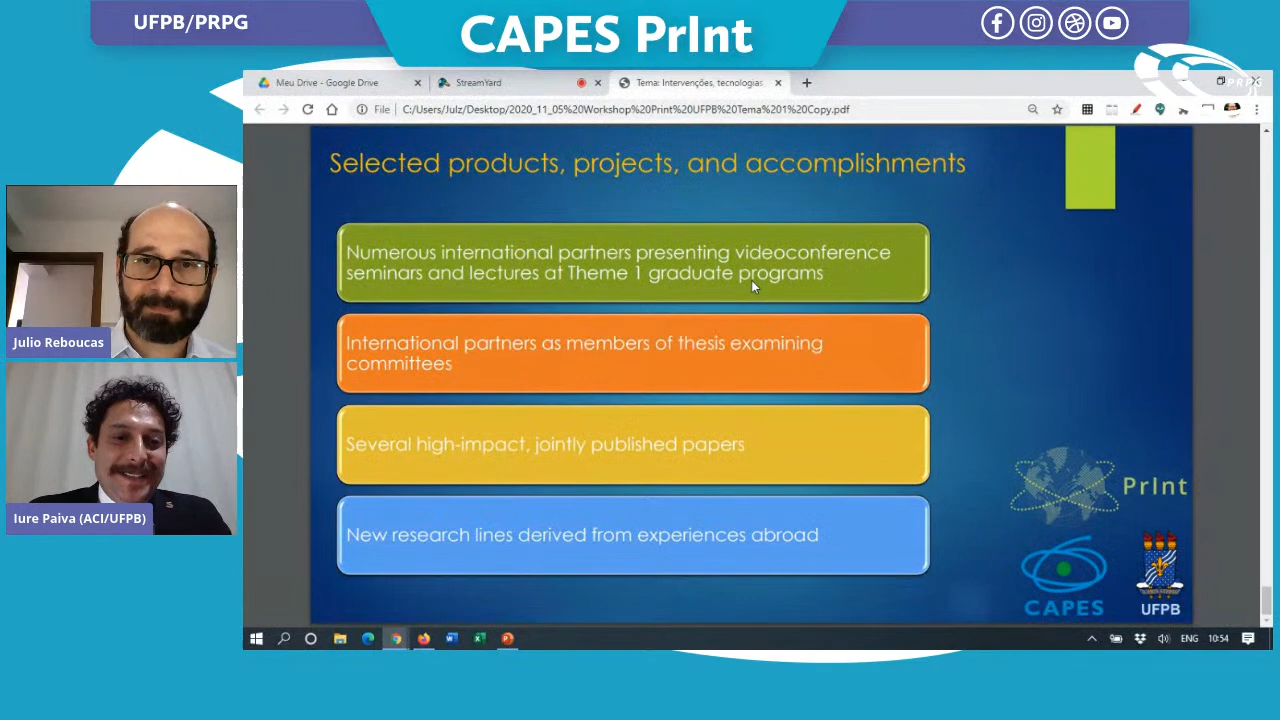 UFPB/PRPG
CAPES PrInt
PRPG
Meu Drive - Google Drive
StreamYard
Tema: Intervenções, tecnologias
File
C:/Users/Julz/Desktop/2020_11_05%20Workshop%20Print%20UFPB%20Tema%201%20Copy.pdf
Selected products, projects, and accomplishments
Numerous international partners presenting videoconference
seminars and lectures at Theme 1 graduate programs
International partners as members of thesis examining
committees
Several high-impact, jointly published papers
New research lines derived from experiences abroad
PrInt
CAPES
UFPB
Julio Reboucas
Iure Paiva (ACI/UFPB)
ENG
10:54